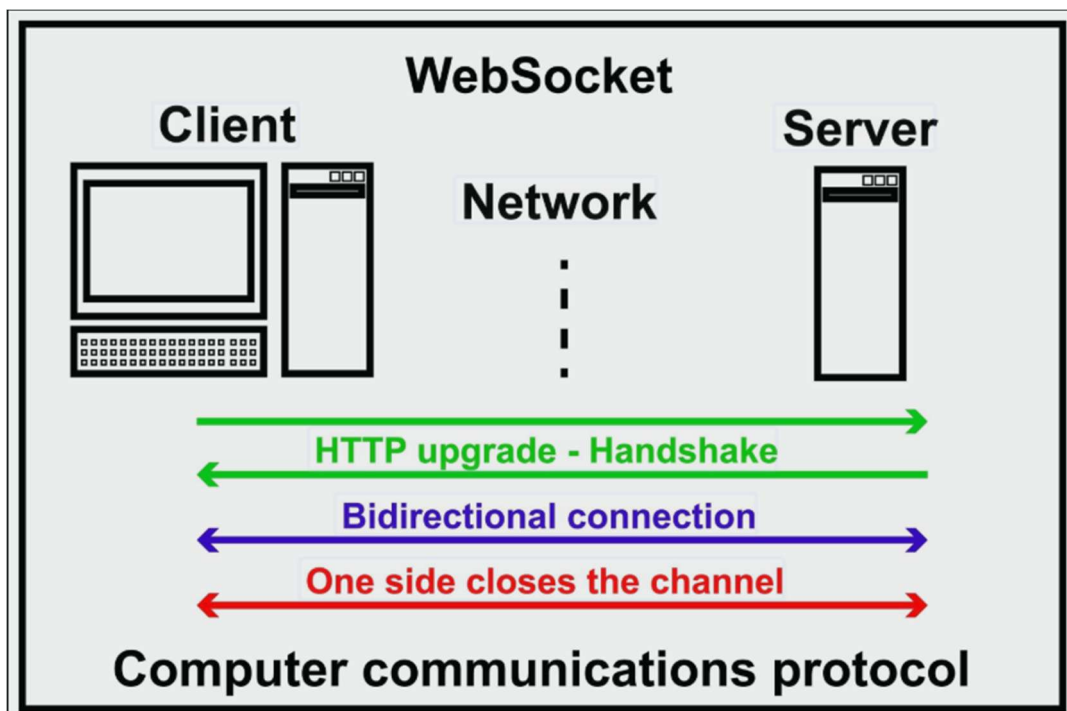 WebSocket
Client
Server
Network
HTTP upgrade - Handshake
Bidirectional connection
One side closes the channel
Computer communications protocol